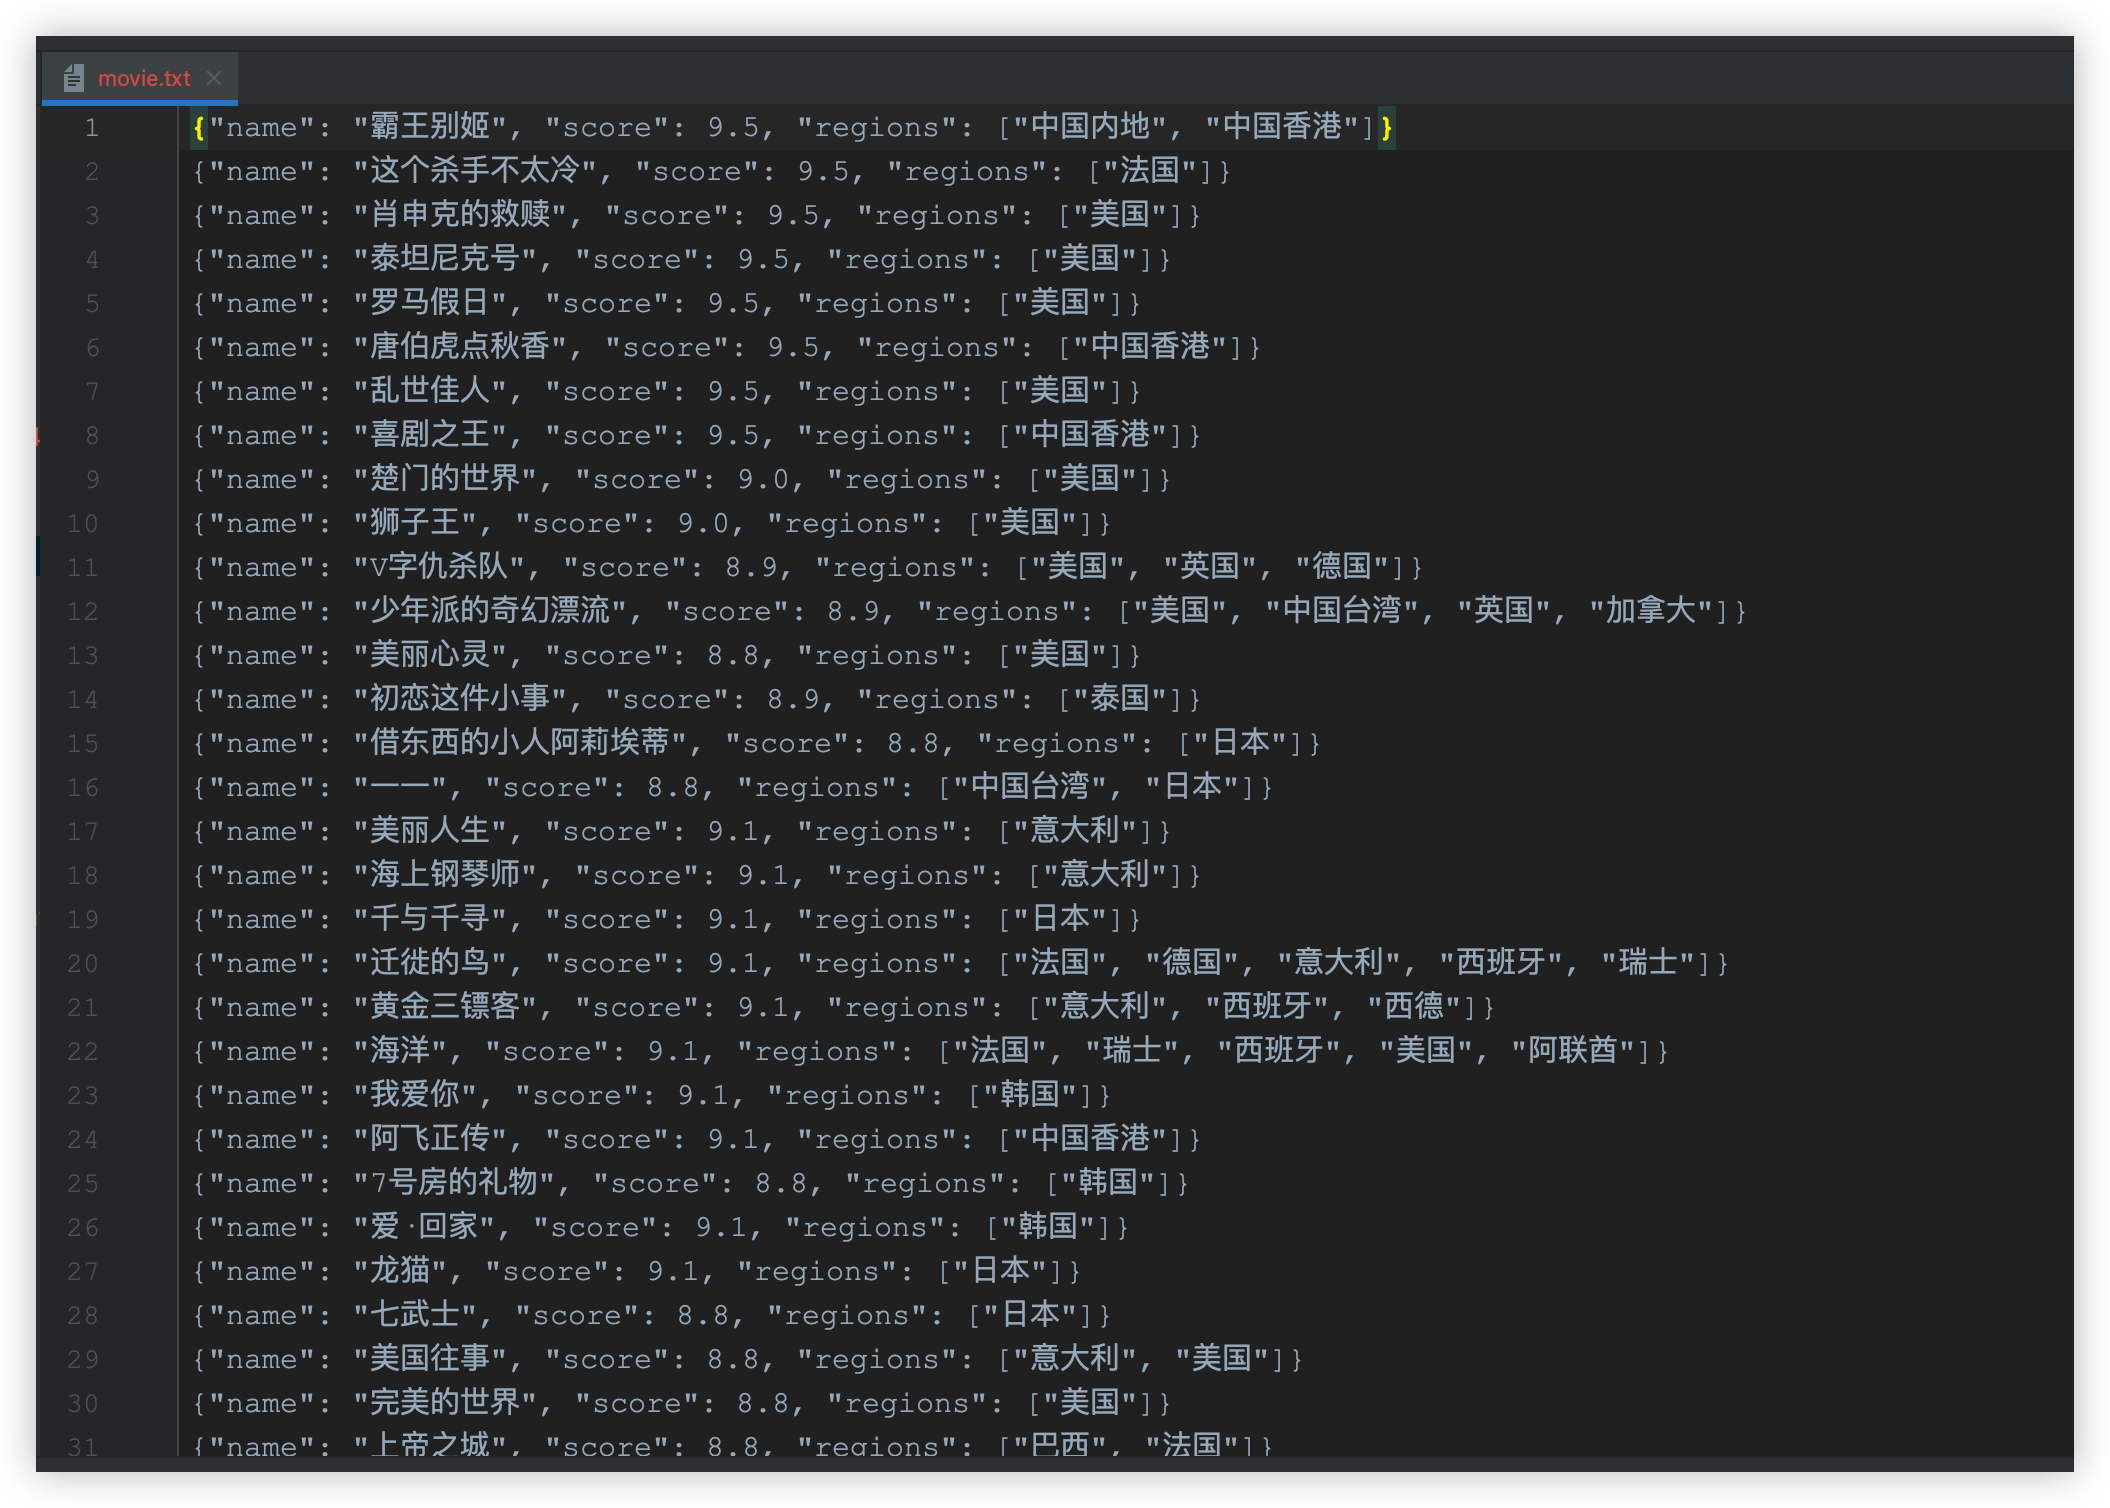 movie.txt
1 {"name": "霸王别姬", "score": 9.5, "regions": ["中国内地", "中国香港"]}
2 {"name": "这个杀手不太冷", "score": 9.5, "regions": ["法国"]}
3 {"name": "肖申克的救赎", "score": 9.5, "regions": ["美国"]}
4 {"name": "泰坦尼克号", "score": 9.5, "regions": ["美国"]}
5 {"name": "罗马假日", "score": 9.5, "regions": ["美国"]}
6 {"name": "唐伯虎点秋香", "score": 9.5, "regions": ["中国香港"]}
7 {"name": "乱世佳人", "score": 9.5, "regions": ["美国"]}
8 {"name": "喜剧之王", "score": 9.5, "regions": ["中国香港"]}
9 {"name": "楚门的世界", "score": 9.0, "regions": ["美国"]}
10 {"name": "狮子王", "score": 9.0, "regions": ["美国"]}
11 {"name": "V字仇杀队", "score": 8.9, "regions": ["美国", "英国", "德国"]}
12 {"name": "少年派的奇幻漂流", "score": 8.9, "regions": ["美国", "中国台湾", "英国", "加拿大"]}
13 {"name": "美丽心灵", "score": 8.8, "regions": ["美国"]}
14 {"name": "初恋这件小事", "score": 8.9, "regions": ["泰国"]}
15 {"name": "借东西的小人阿莉埃蒂", "score": 8.8, "regions": ["日本"]}
16 {"name": "一一", "score": 8.8, "regions": ["中国台湾", "日本"]}
17 {"name": "美丽人生", "score": 9.1, "regions": ["意大利"]}
18 {"name": "海上钢琴师", "score": 9.1, "regions": ["意大利"]}
19 {"name": "千与千寻", "score": 9.1, "regions": ["日本"]}
20 {"name": "迁徙的鸟", "score": 9.1, "regions": ["法国", "德国", "意大利", "西班牙", "瑞士"]}
21 {"name": "黄金三镖客", "score": 9.1, "regions": ["意大利", "西班牙", "西德"]}
22 {"name": "海洋", "score": 9.1, "regions": ["法国", "瑞士", "西班牙", "美国", "阿联酋"]}
23 {"name": "我爱你", "score": 9.1, "regions": ["韩国"]}
24 {"name": "阿飞正传", "score": 9.1, "regions": ["中国香港"]}
25 {"name": "7号房的礼物", "score": 8.8, "regions": ["韩国"]}
26 {"name": "爱·回家", "score": 9.1, "regions": ["韩国"]}
27 {"name": "龙猫", "score": 9.1, "regions": ["日本"]}
28 {"name": "七武士", "score": 8.8, "regions": ["日本"]}
29 {"name": "美国往事", "score": 8.8, "regions": ["意大利", "美国"]}
30 {"name": "完美的世界", "score": 8.8, "regions": ["美国"]}
31 {"name": "上帝之城", "score": 8.8, "regions": ["巴西", "法国"]}